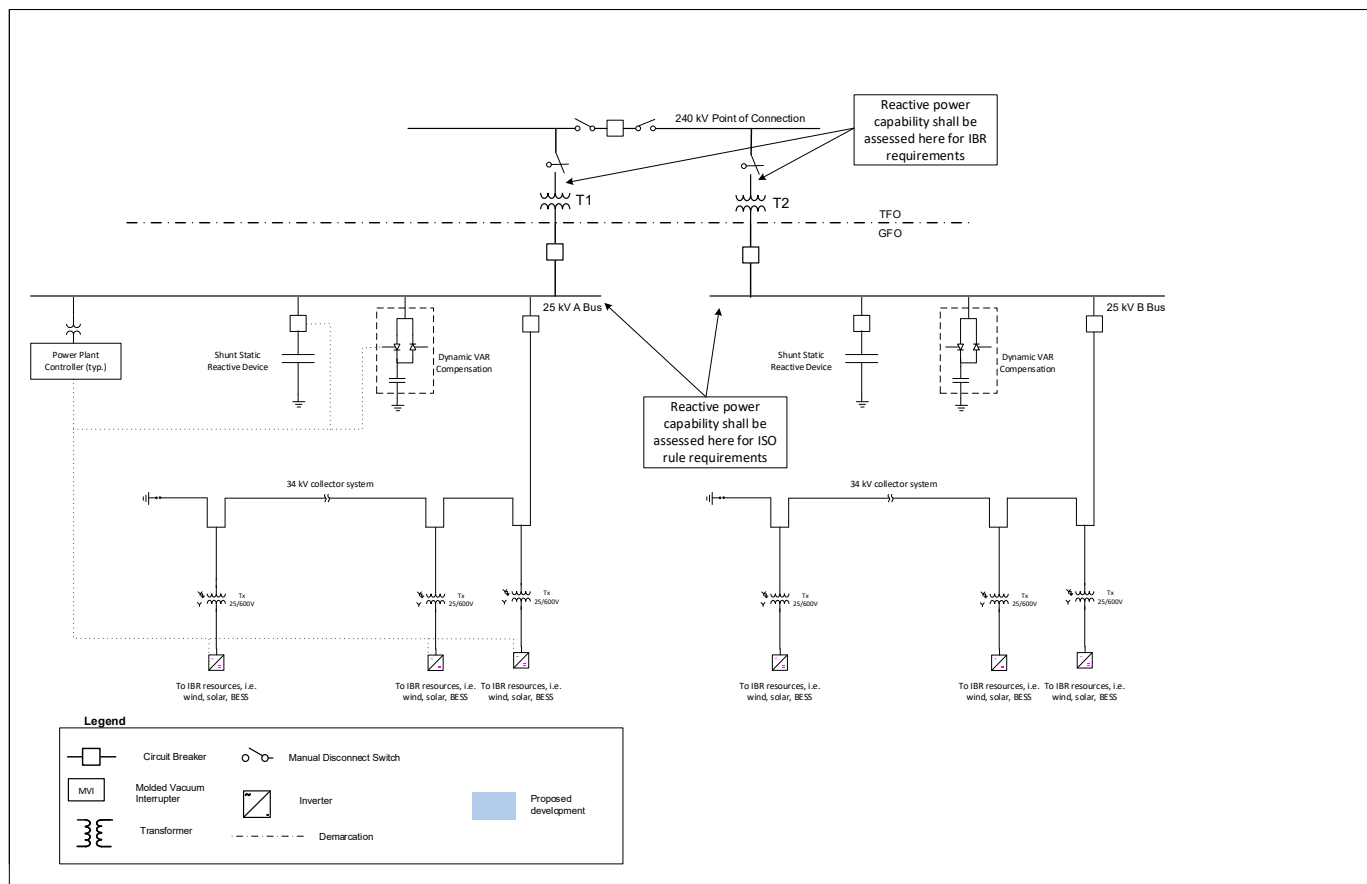 Reactive power
capability shall be
assessed here for IBR
requirements
240 kV Point of Connection
T1
T2
TFO
GFO
25 kV A Bus
25 kV B Bus
Power Plant
Controller (typ.)
Shunt Static
Reactive Device
Dynamic VAR
Compensation
Shunt Static
Reactive Device
Dynamic VAR
Compensation
Reactive power
capability shall be
assessed here for ISO
rule requirements
34 kV collector system
34 kV collector system
Y
Tx
25/600V
Y
Tx
25/600V
Y
Tx
25/600V
Y
Tx
25/600V
Y
Tx
25/600V
Y
Tx
25/600V
To IBR resources, i.e.
wind, solar, BESS
To IBR resources, i.e.
wind, solar, BESS
To IBR resources, i.e.
wind, solar, BESS
To IBR resources, i.e.
wind, solar, BESS
To IBR resources, i.e.
wind, solar, BESS
To IBR resources, i.e.
wind, solar, BESS
Legend
Circuit Breaker
Manual Disconnect Switch
MVI
Molded Vacuum
Interrupter
Inverter
Proposed
development
Transformer
Demarcation